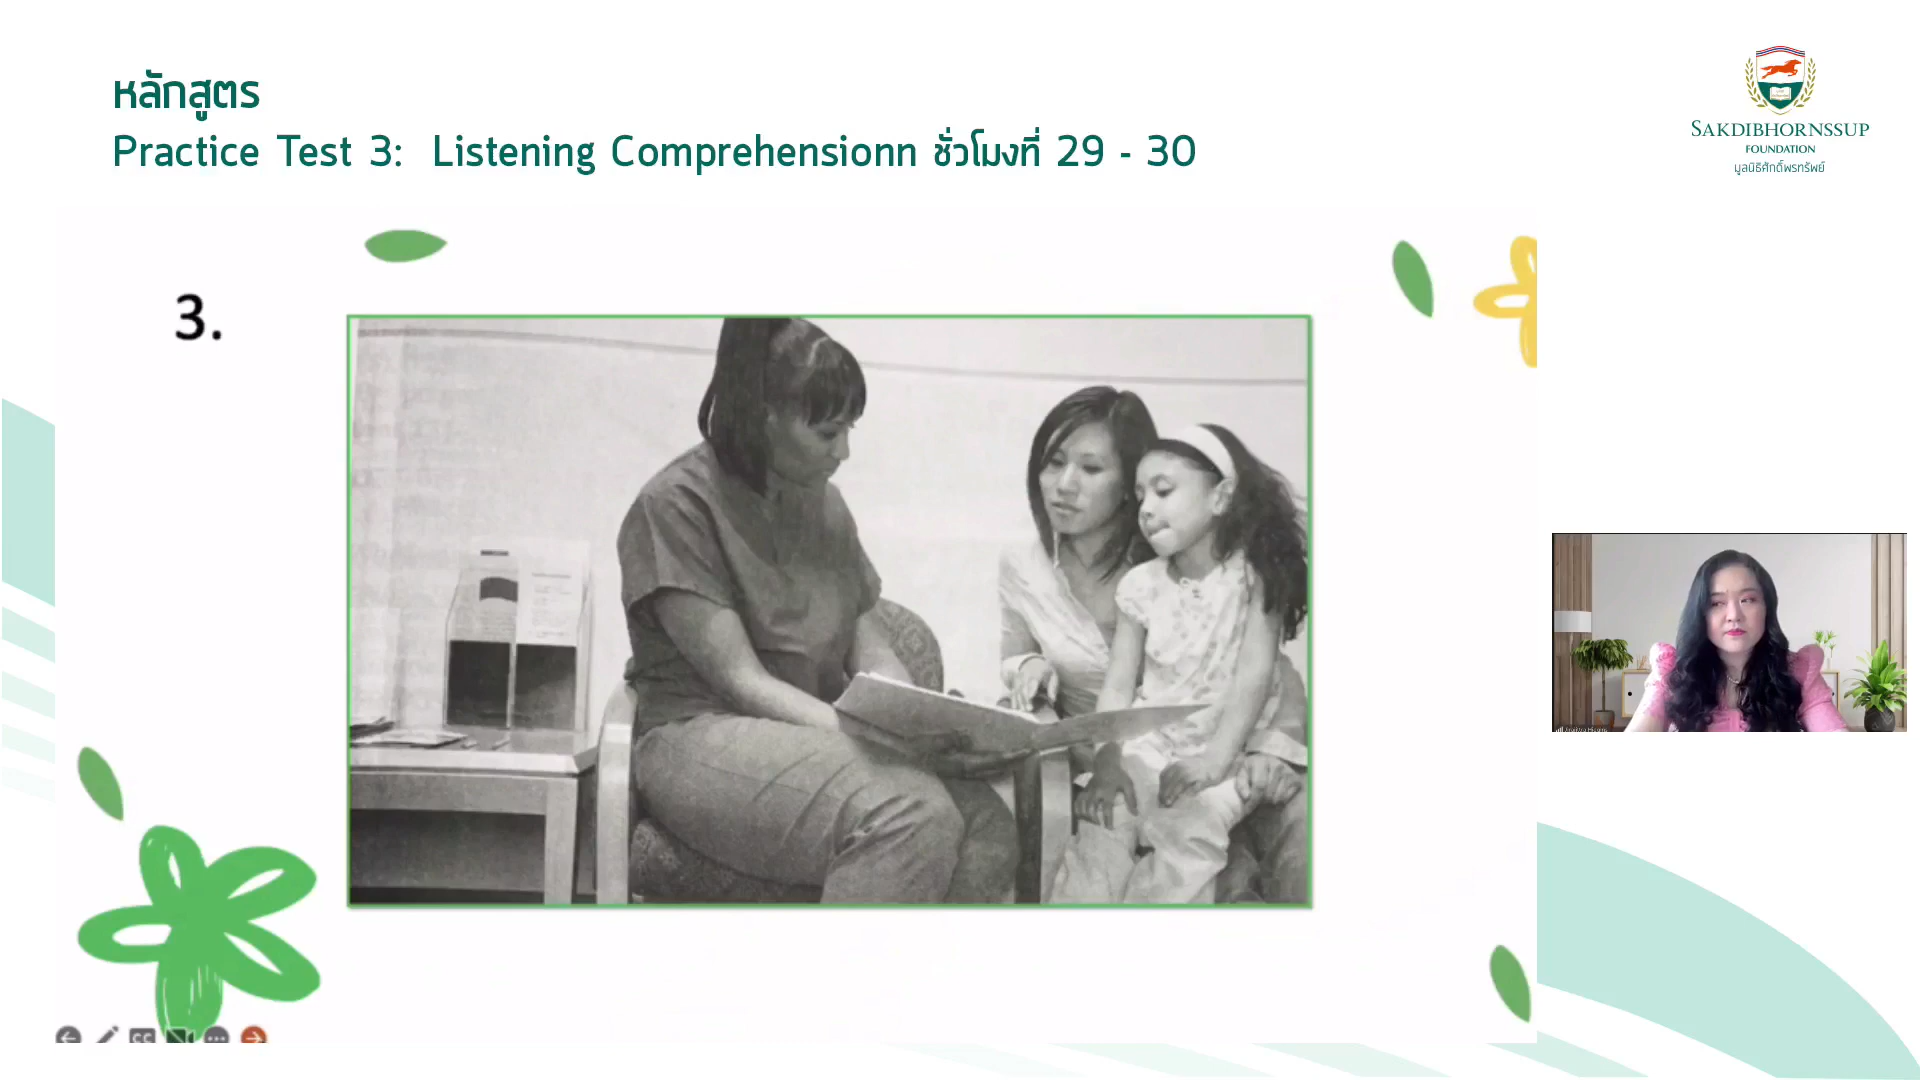 หลักสูตร
Practice Test 3: Listening Comprehensionn ชั่วโมงที่ 29 - 30
SAKDIBHORNSSUP
FOUNDATION
มูลนิธิศักดิ์พรทรัพย์
3.
CC